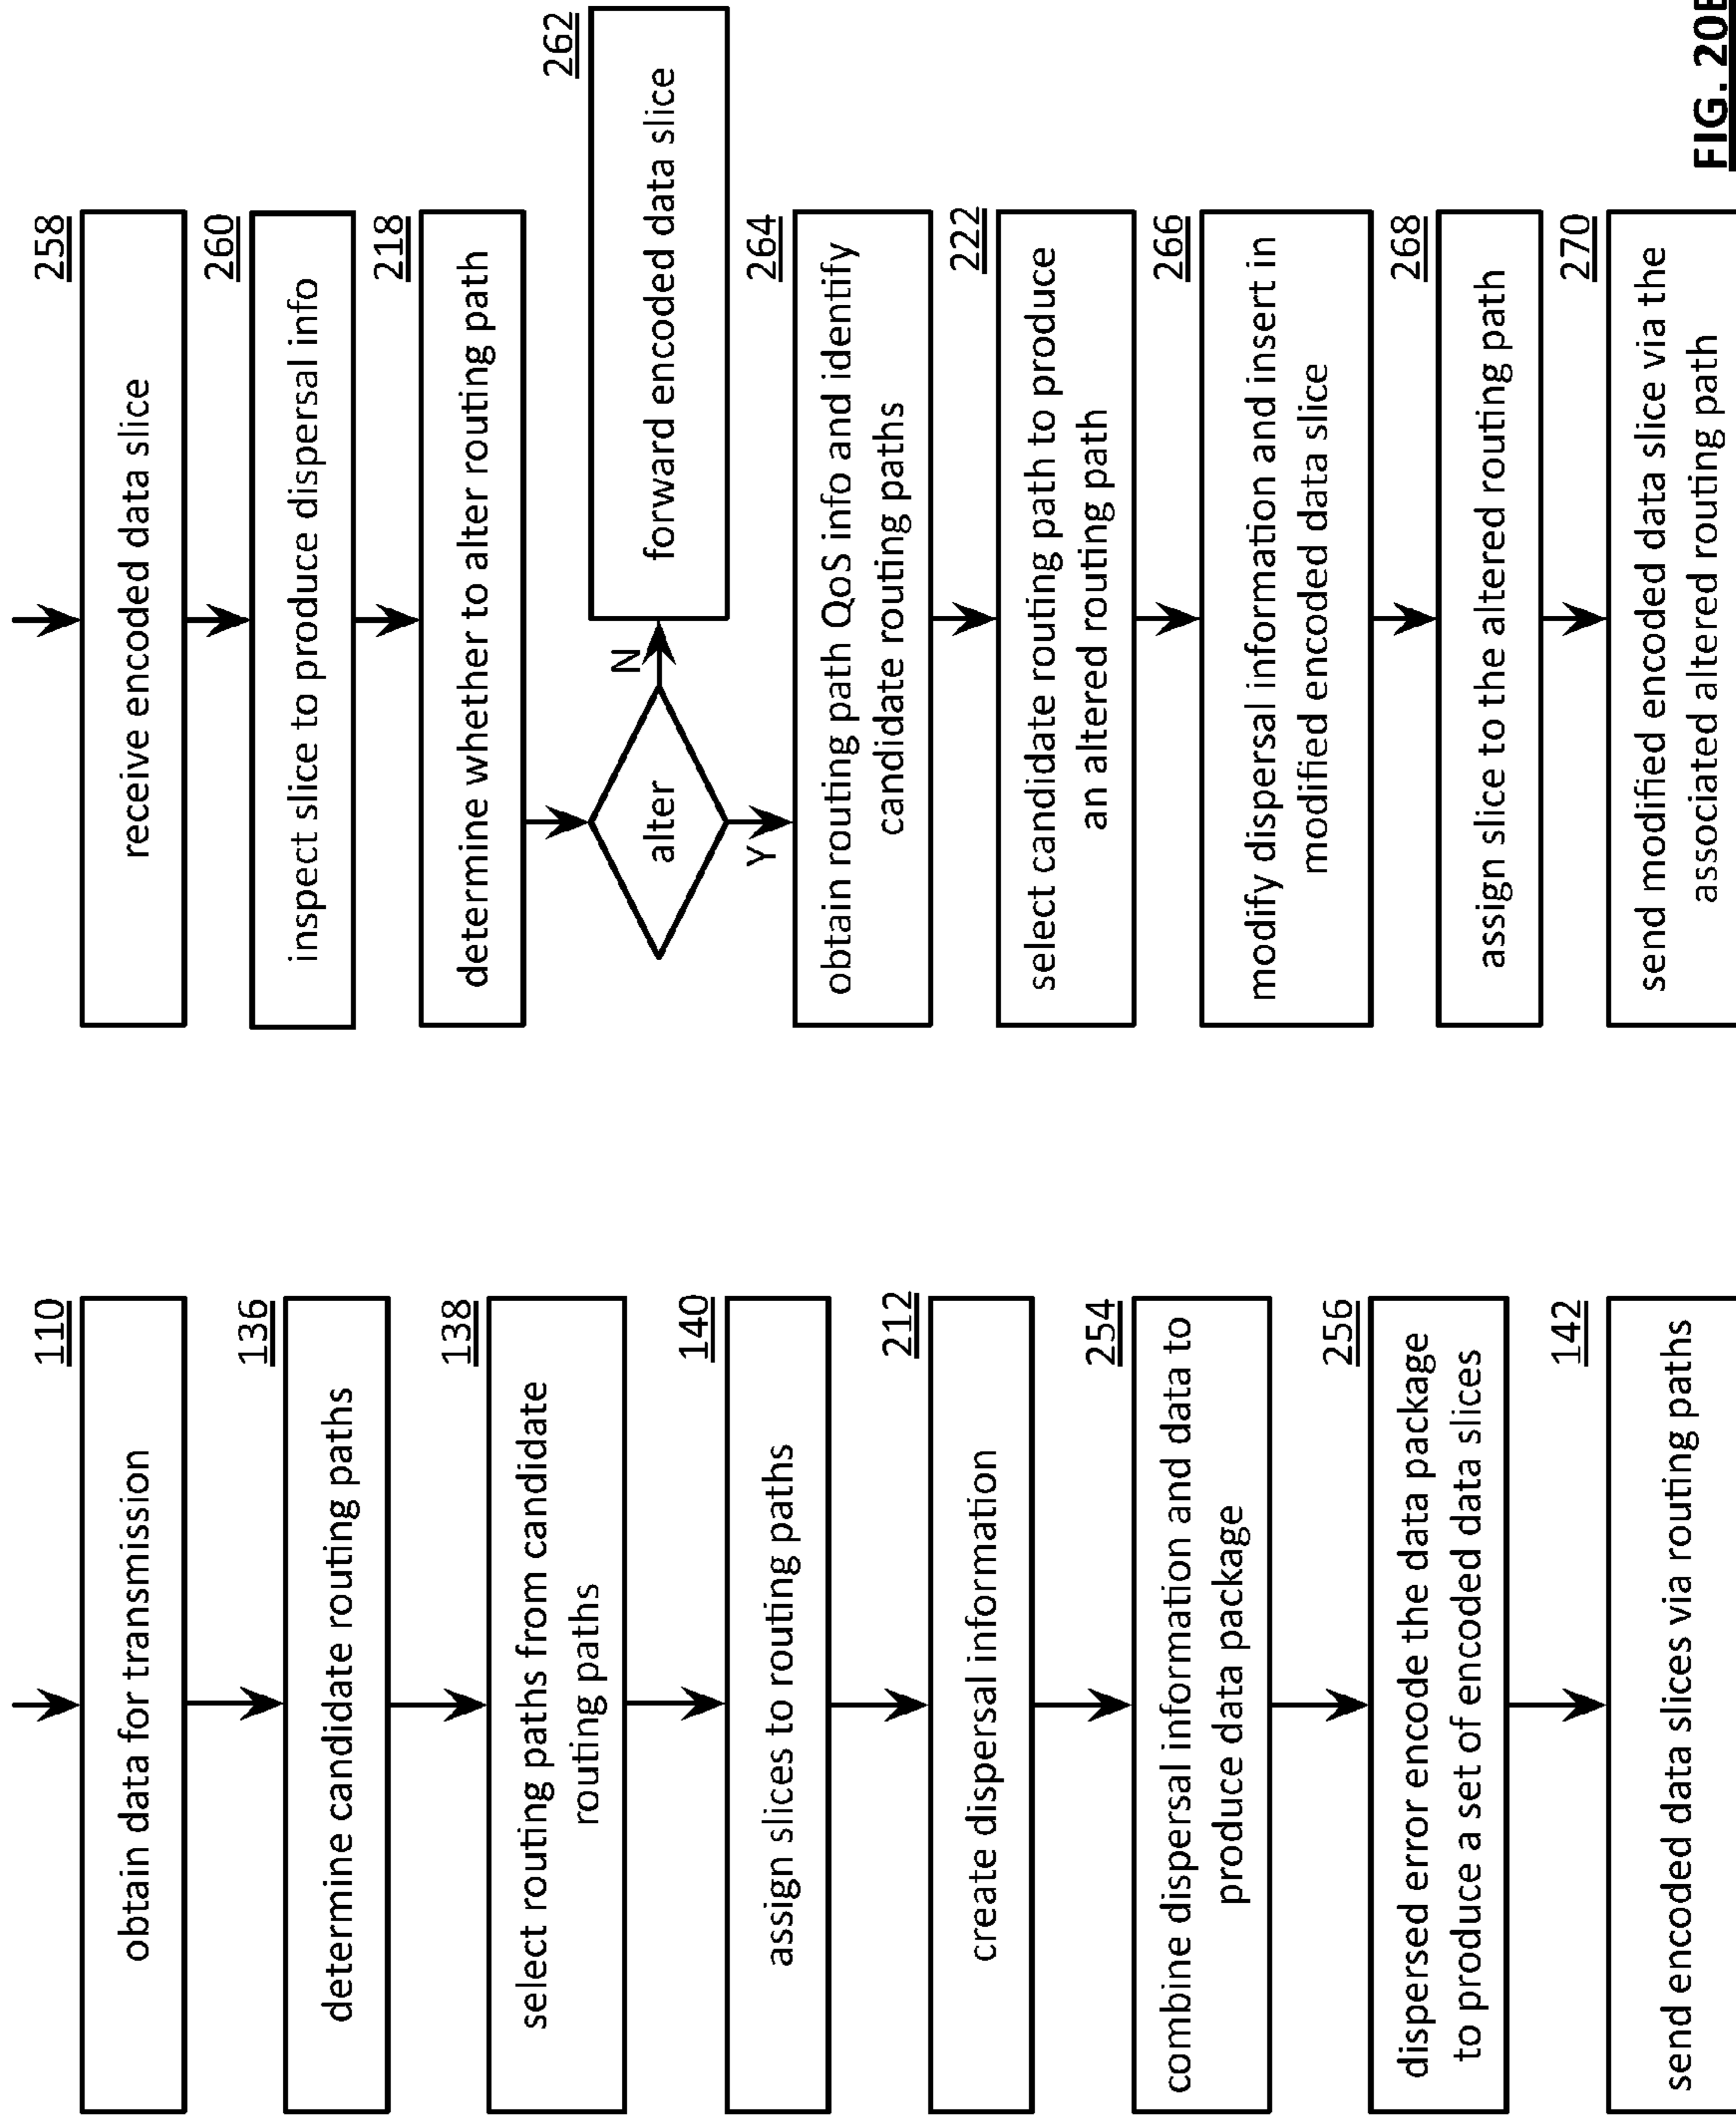 110
obtain data for transmission
136
determine candidate routing paths
138
select routing paths from candidate
routing paths
140
assign slices to routing paths
212
create dispersal information
254
combine dispersal information and data to
produce data package
256
dispersed error encode the data package
to produce a set of encoded data slices
142
send encoded data slices via routing paths
258
receive encoded data slice
260
inspect slice to produce dispersal info
218
determine whether to alter routing path
alter
N
Y
262
forward encoded data slice
264
obtain routing path QoS info and identify
candidate routing paths
222
select candidate routing path to produce
an altered routing path
266
modify dispersal information and insert in
modified encoded data slice
268
assign slice to the altered routing path
270
send modified encoded data slice via the
associated altered routing path
FIG.